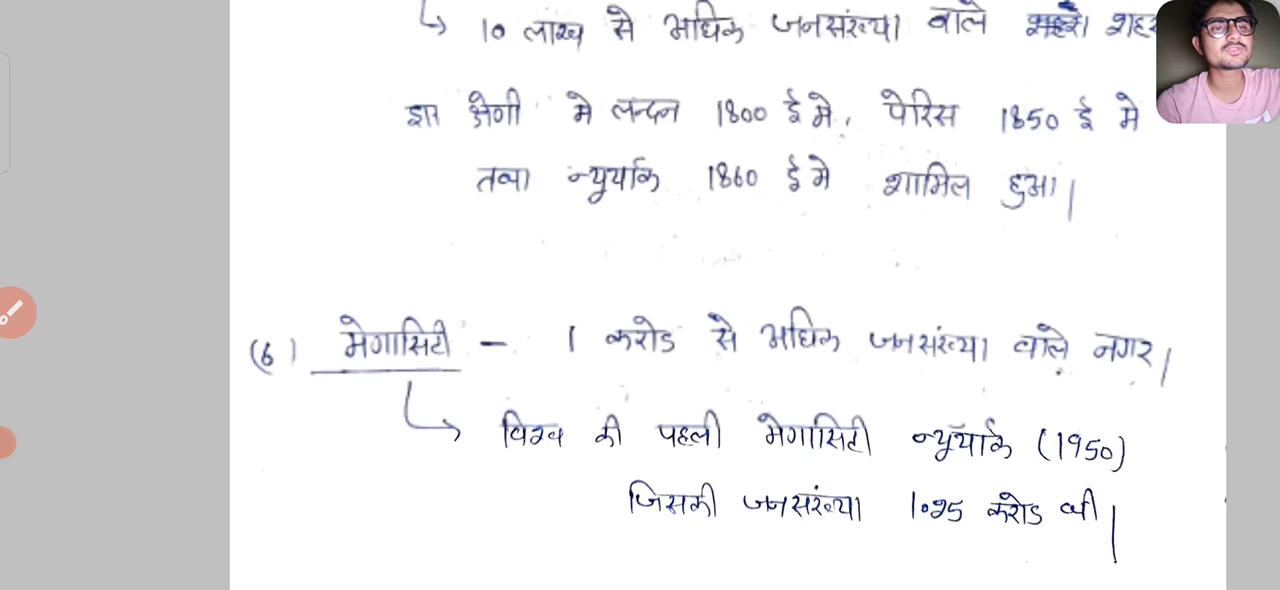 ↳ 10 लाख से अधिक जनसंख्या वाले शहर
इस श्रेणी मे लन्दन 1800 ई मे, पेरिस 1850 ई मे
तथा न्यूयार्क 1860 ई मे शामिल हुआ।
(6) मेगासिटी - 1 करोड से अधिक जनसंख्या वाले नगर।
↳ विश्व की पहली मेगासिटी न्यूयार्क (1950)
जिसकी जनसंख्या 1.25 करोड थी।